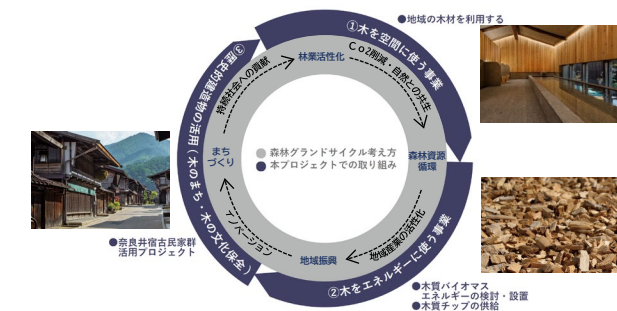 ●地域の木材を利用する
①木を空間に使う事業
Co2削減・自然との共生
林業活性化
持続社会への貢献
③歴史的建造物の活用(木のまち・木の文化保全)
まち
づくり
●森林グランドサイクル考え方
●本プロジェクトでの取り組み
森林資源
循環
地域産業の活性化
②木をエネルギーに使う事業
地域振興
イノベーション
●奈良井宿古民家群
活用プロジェクト
●木質バイオマス
エネルギーの検討・設置
●木質チップの供給